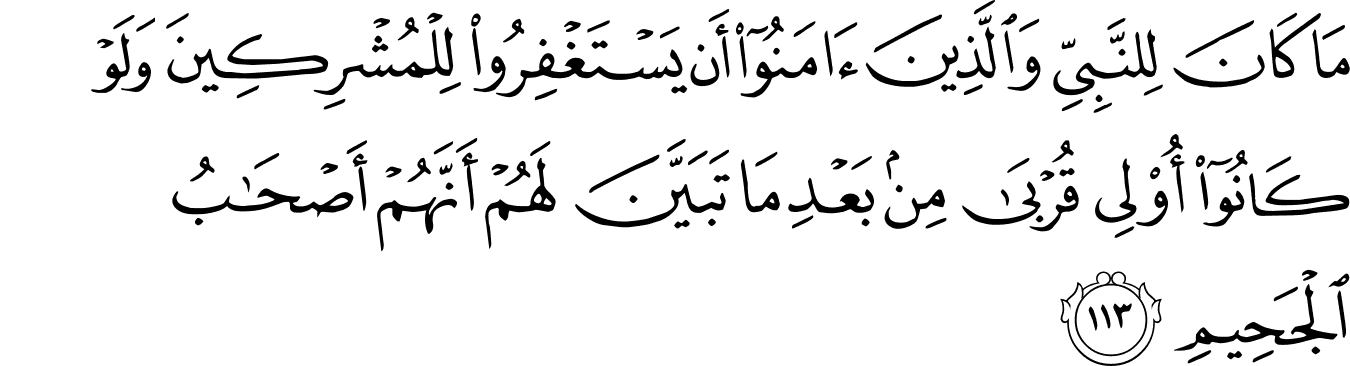 مَا كَانَ لِلنَّبِيِّ وَٱلَّذِينَ ءَامَنُوٓا۟ أَن يَسْتَغْفِرُوا۟ لِلْمُشْرِكِينَ وَلَوْ
كَانُوٓا۟ أُو۟لِى قُرْبَىٰ مِنۢ بَعْدِ مَا تَبَيَّنَ لَهُمْ أَنَّهُمْ أَصْحَـٰبُ
ٱلْجَحِيمِ ١١٣